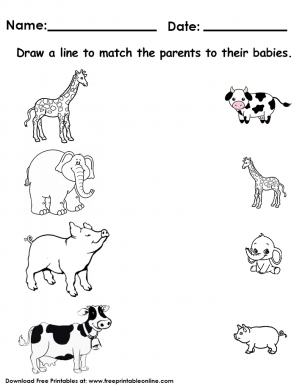 Name:____________ Date: __________
Draw a line to match the parents to their babies.
Download Free Printables at: www.freeprintableonline.com